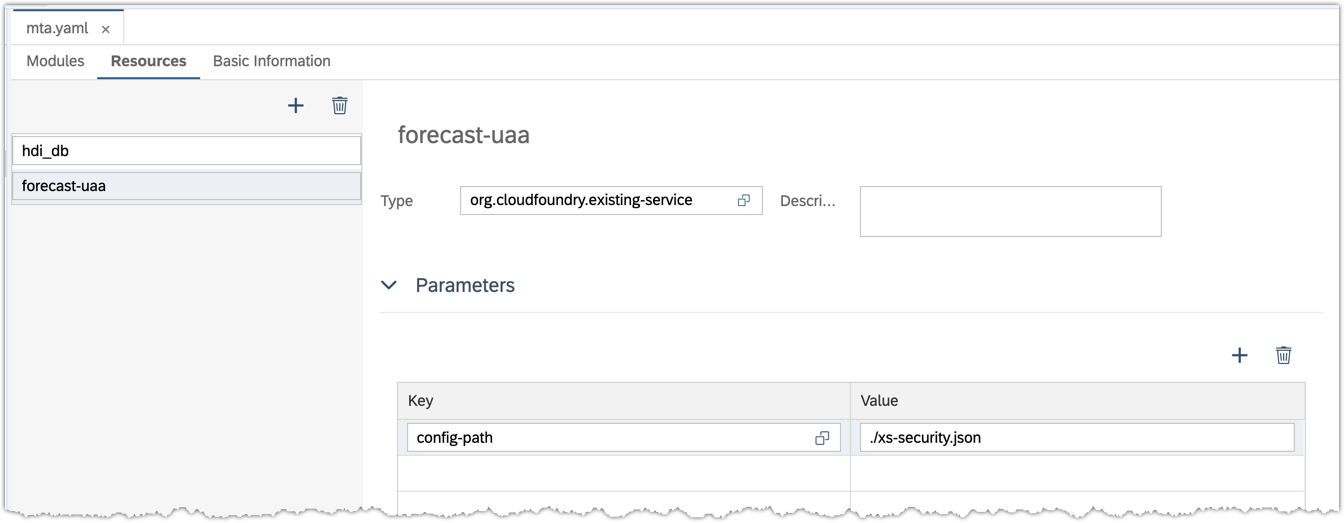 mta.yaml ×
Modules Resources Basic Information
hdi_db
forecast-uaa
forecast-uaa
Type org.cloudfoundry.existing-service Descri...
Parameters
Key Value
config-path ./xs-security.json